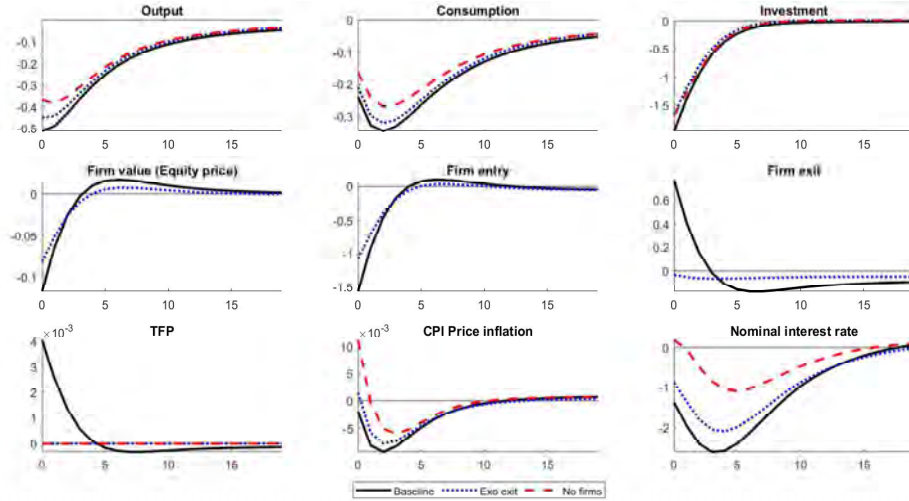 Output
Consumption
Investment
-0.1
-0.2
-0.3
-0.4
-0.5
0 5 10 15
0
-0.1
-0.2
-0.3
0 5 10 15
0
-0.5
-1
-1.5
0 5 10 15
Firm value (Equity price)
Firm entry
Firm exit
0
-0.05
-0.1
0 5 10 15
0
-0.5
-1
-1.5
0 5 10 15
0.6
0.4
0.2
0
0 5 10 15
TFP
CPI Price inflation
Nominal interest rate
×10-3
4
3
2
1
0
0 5 10 15
×10-3
10
5
0
-5
0 5 10 15
0
-1
-2
0 5 10 15
Baseline Exo exit No firms